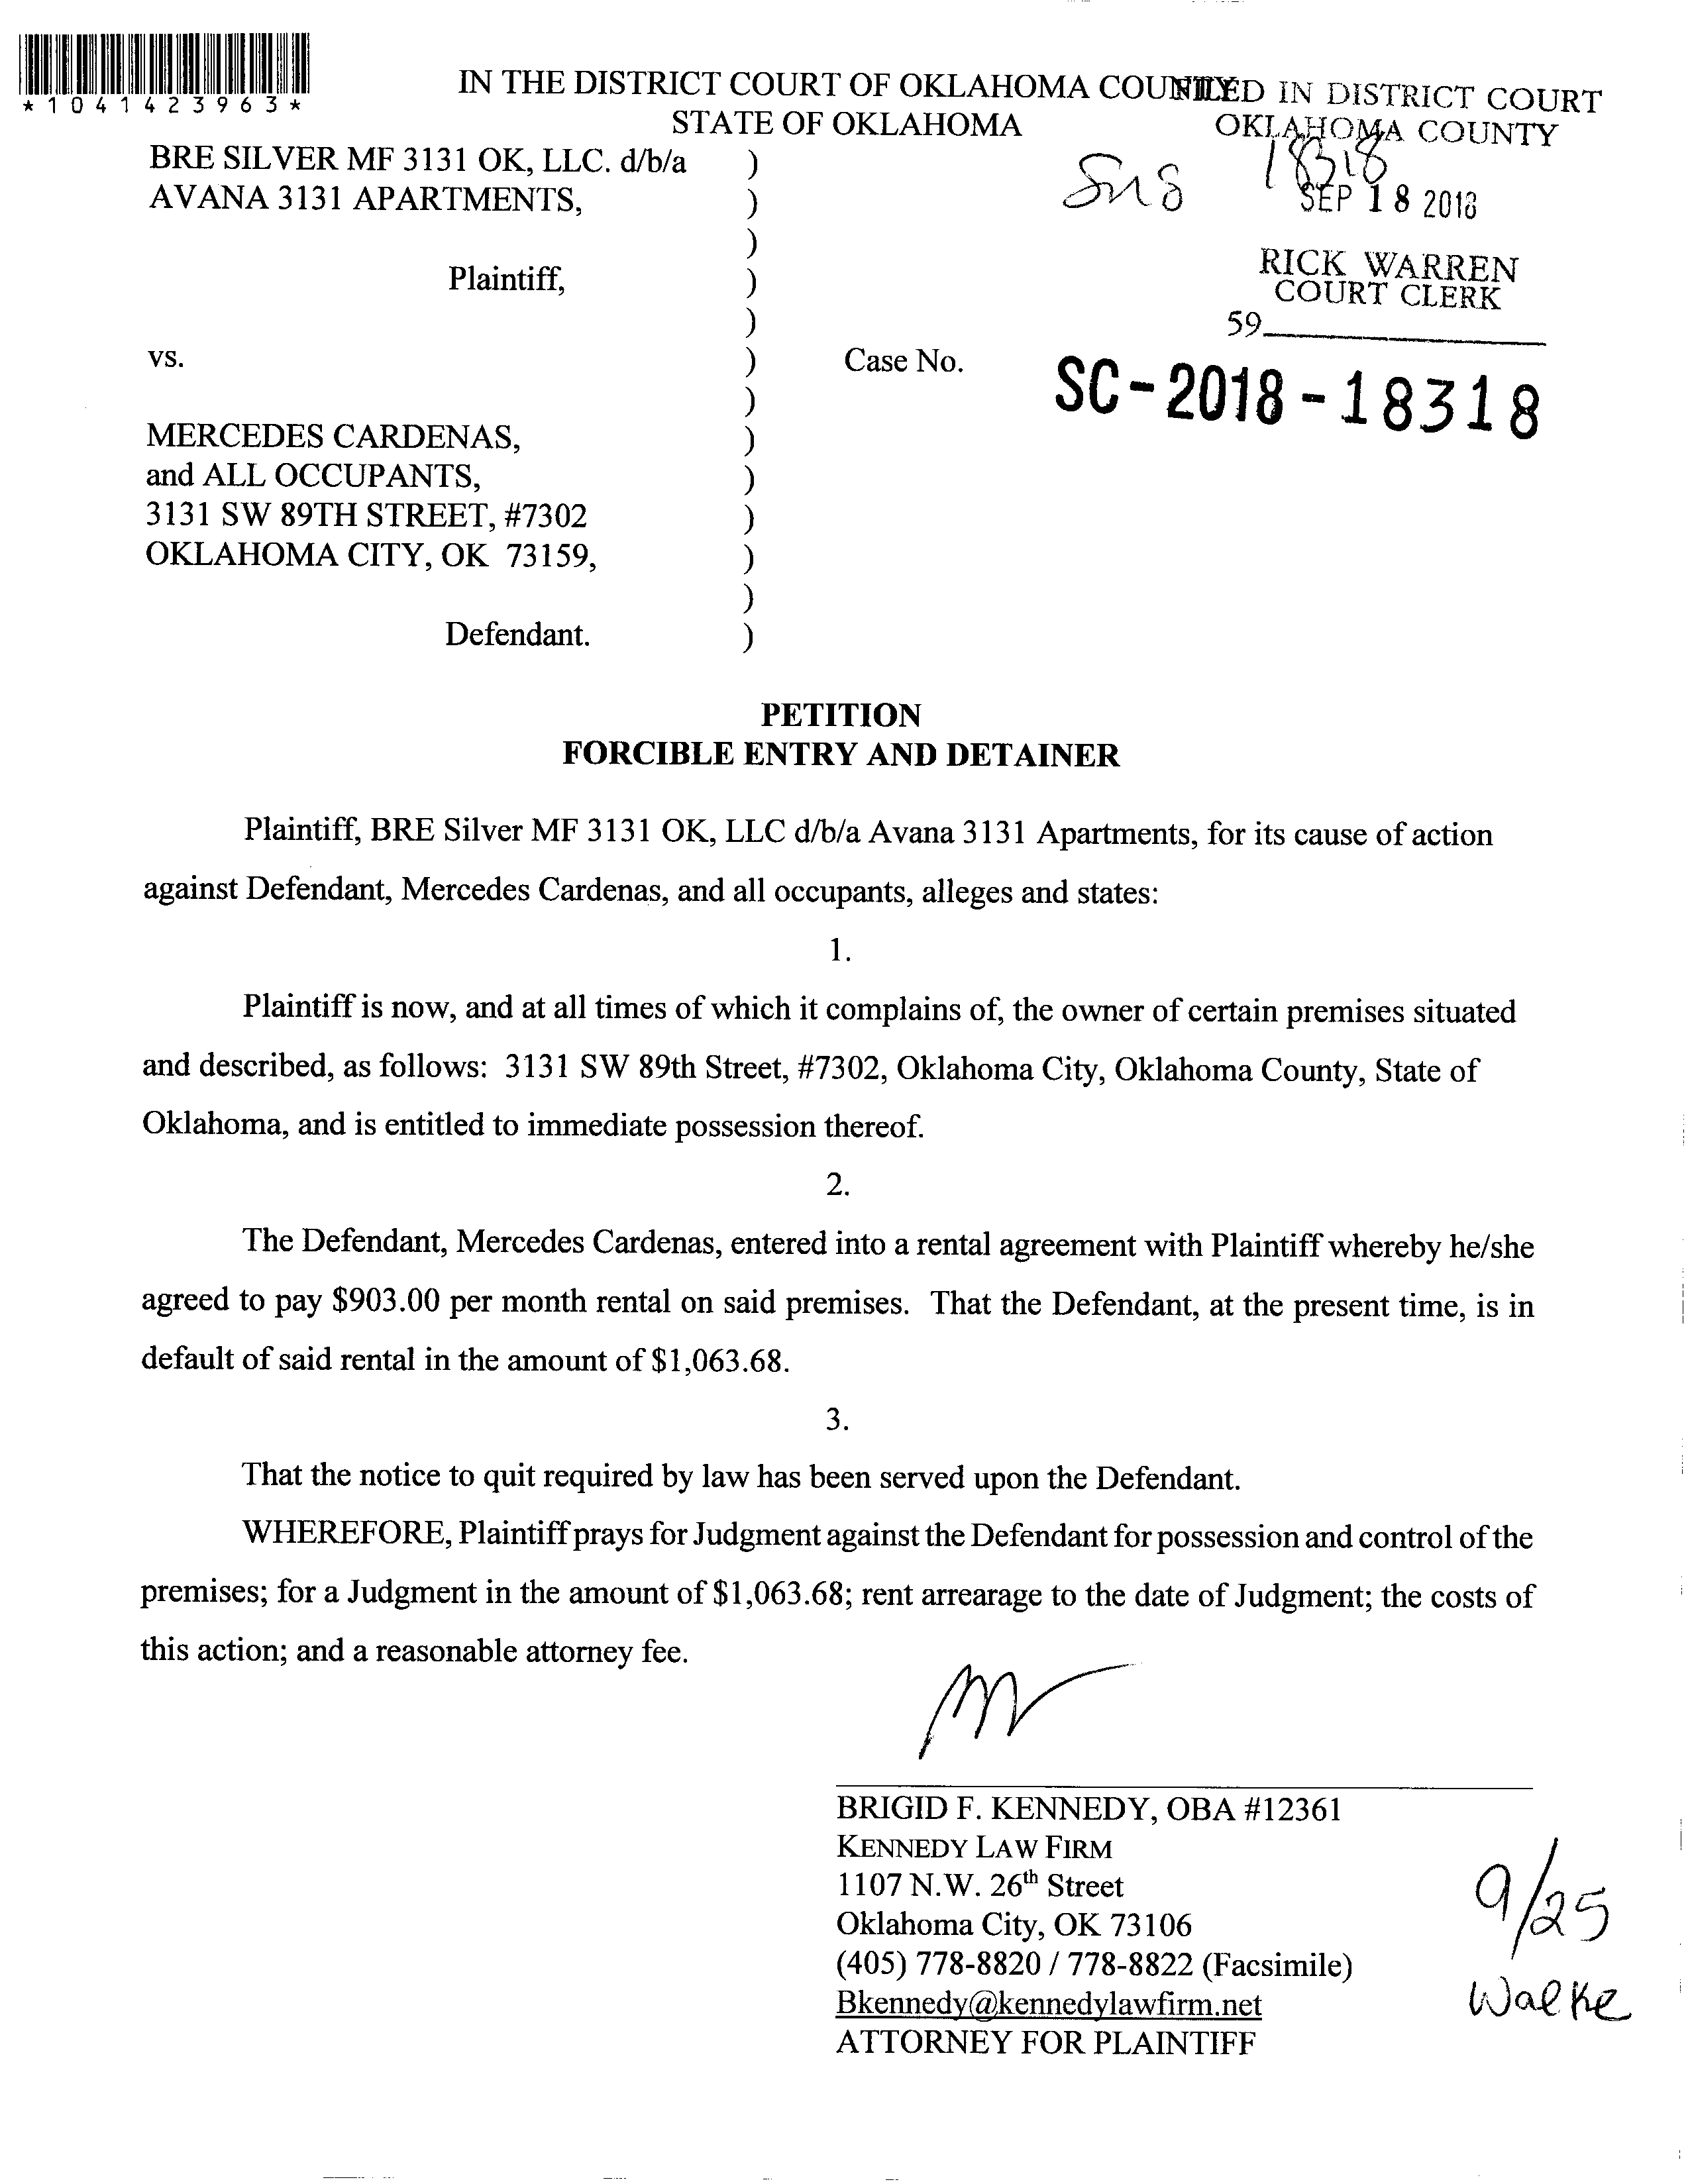 *1041423963*
IN THE DISTRICT COURT OF OKLAHOMA COUNTY
STATE OF OKLAHOMA
FILED IN DISTRICT COURT
OKLAHOMA COUNTY
18318
SEP 18 2018
RICK WARREN
COURT CLERK
59
BRE SILVER MF 3131 OK, LLC. d/b/a )
AVANA 3131 APARTMENTS, )
)
Plaintiff, )
)
vs. ) Case No. SC-2018-18318
)
MERCEDES CARDENAS, )
and ALL OCCUPANTS, )
3131 SW 89TH STREET, #7302 )
OKLAHOMA CITY, OK 73159, )
)
Defendant. )
PETITION
FORCIBLE ENTRY AND DETAINER
Plaintiff, BRE Silver MF 3131 OK, LLC d/b/a Avana 3131 Apartments, for its cause of action
against Defendant, Mercedes Cardenas, and all occupants, alleges and states:
1.
Plaintiff is now, and at all times of which it complains of, the owner of certain premises situated
and described, as follows: 3131 SW 89th Street, #7302, Oklahoma City, Oklahoma County, State of
Oklahoma, and is entitled to immediate possession thereof.
2.
The Defendant, Mercedes Cardenas, entered into a rental agreement with Plaintiff whereby he/she
agreed to pay $903.00 per month rental on said premises. That the Defendant, at the present time, is in
default of said rental in the amount of $1,063.68.
3.
That the notice to quit required by law has been served upon the Defendant.
WHEREFORE, Plaintiff prays for Judgment against the Defendant for possession and control of the
premises; for a Judgment in the amount of $1,063.68; rent arrearage to the date of Judgment; the costs of
this action; and a reasonable attorney fee.
BRIGID F. KENNEDY, OBA #12361
KENNEDY LAW FIRM
1107 N.W. 26th Street
Oklahoma City, OK 73106
(405) 778-8820 / 778-8822 (Facsimile)
Bkennedy@kennedylawfirm.net
ATTORNEY FOR PLAINTIFF
9/25
Walke